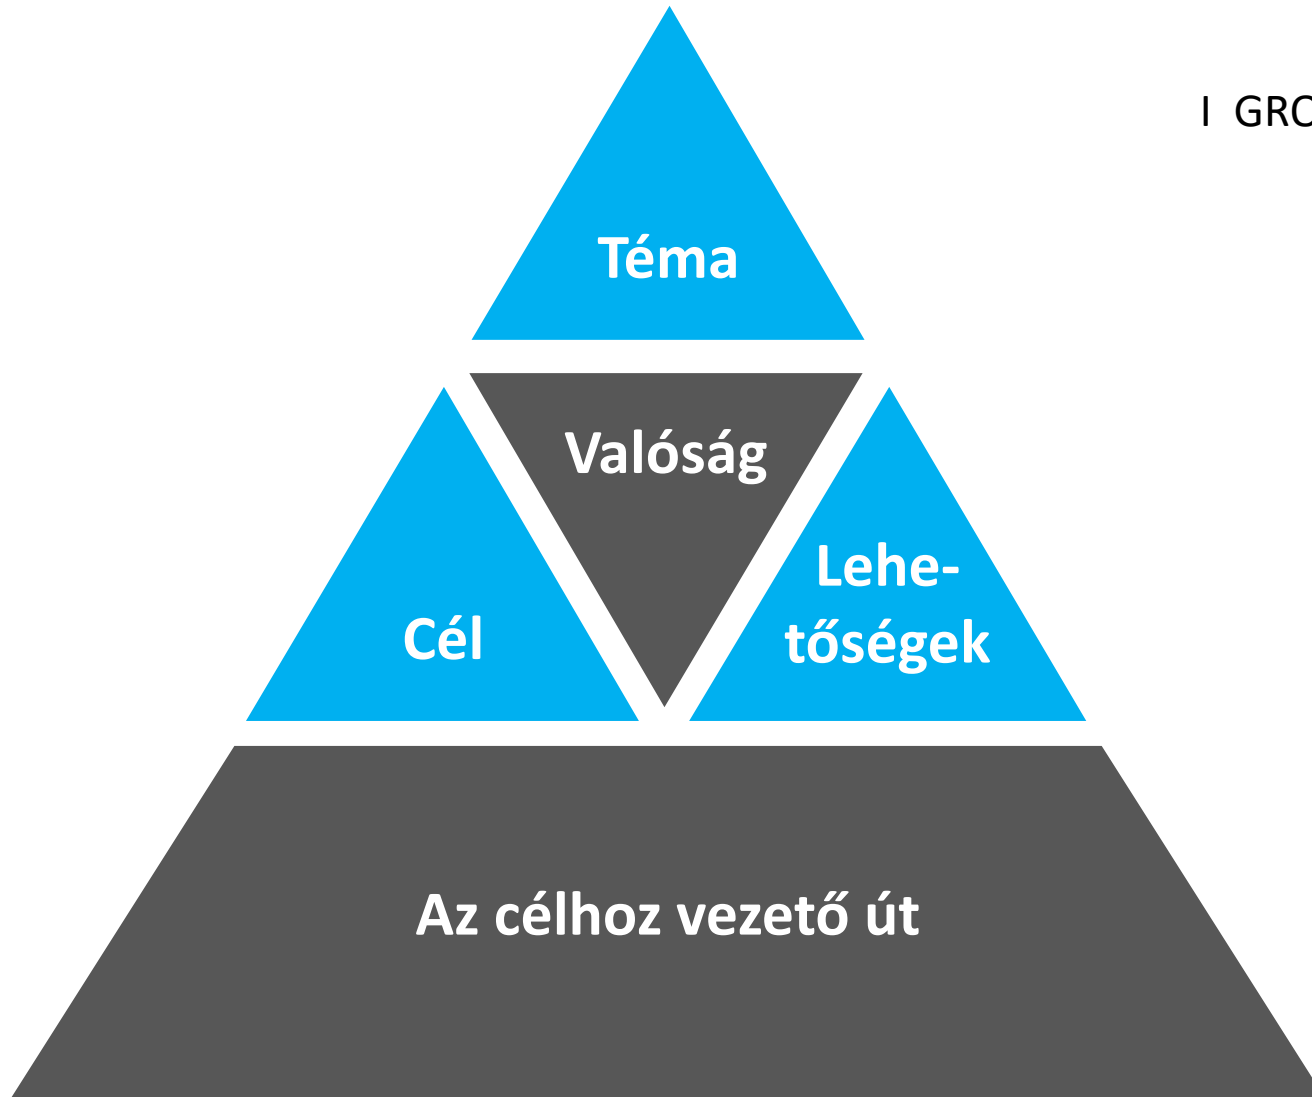 I GRO
Téma
Valóság
Lehe-
tőségek
Cél
Az célhoz vezető út